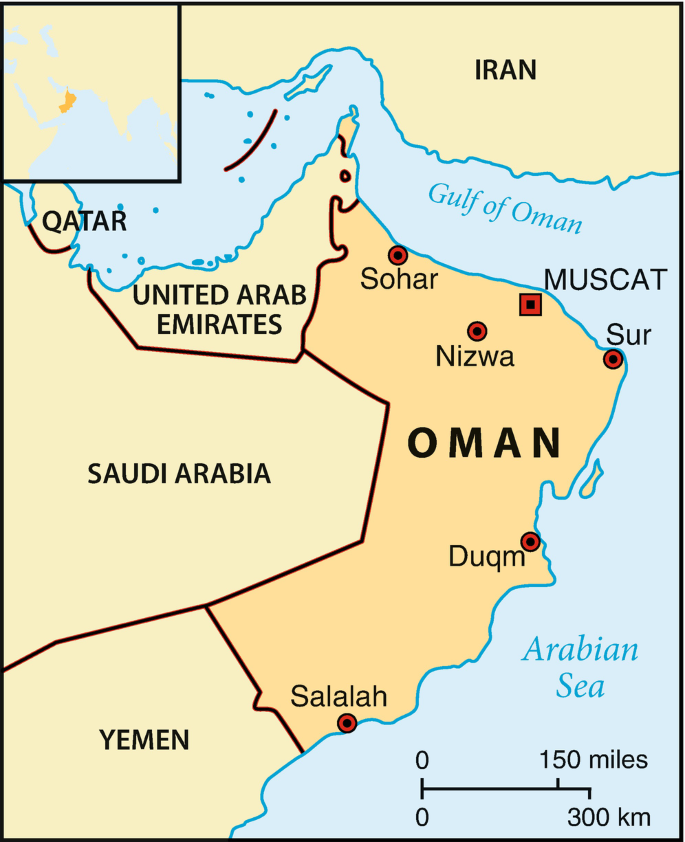 IRAN
Gulf of Oman
QATAR
Sohar
MUSCAT
UNITED ARAB
EMIRATES
Nizwa
Sur
OMAN
SAUDI ARABIA
Duqm
Arabian
Sea
Salalah
YEMEN
0 150 miles
0 300 km